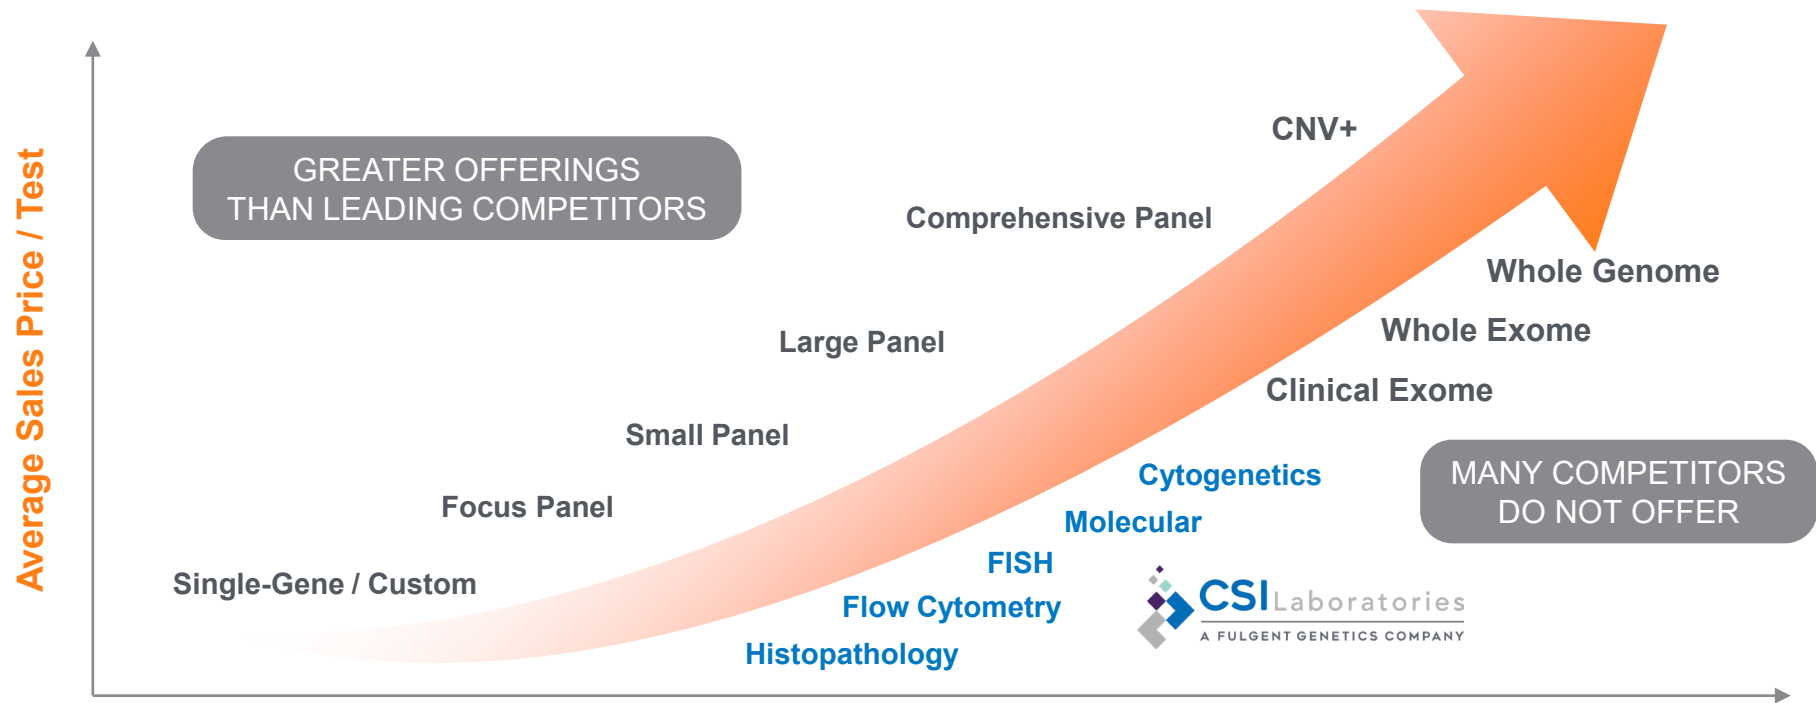 Average Sales Price / Test
GREATER OFFERINGS
THAN LEADING COMPETITORS
CNV+
Comprehensive Panel
Large Panel
Small Panel
Focus Panel
Single-Gene / Custom
Whole Genome
Whole Exome
Clinical Exome
Cytogenetics
Molecular
FISH
Flow Cytometry
Histopathology
MANY COMPETITORS
DO NOT OFFER
CSI Laboratories
A FULGENT GENETICS COMPANY